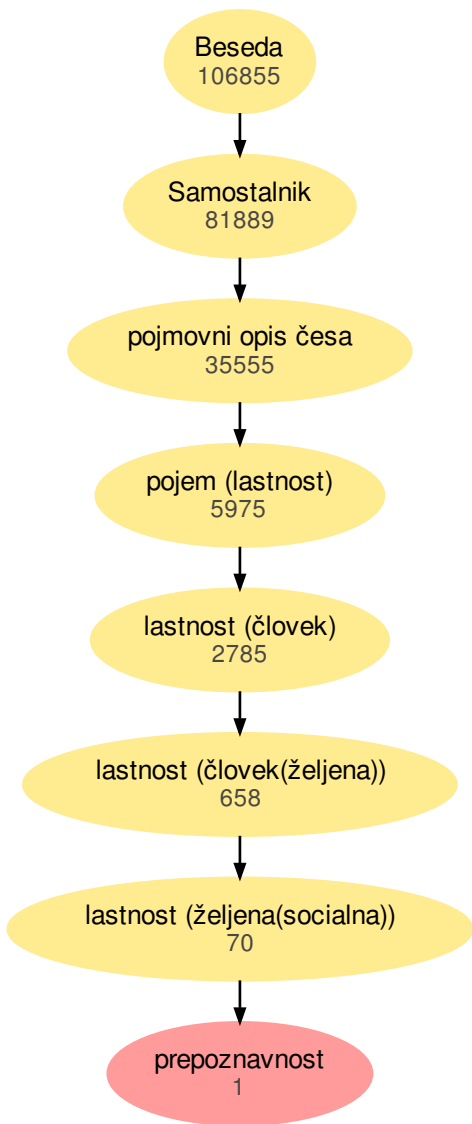 Beseda
106855
Samostalnik
81889
pojmovni opis česa
35555
pojem (lastnost)
5975
lastnost (človek)
2785
lastnost (človek(željena))
658
lastnost (željena(socialna))
70
prepoznavnost
1